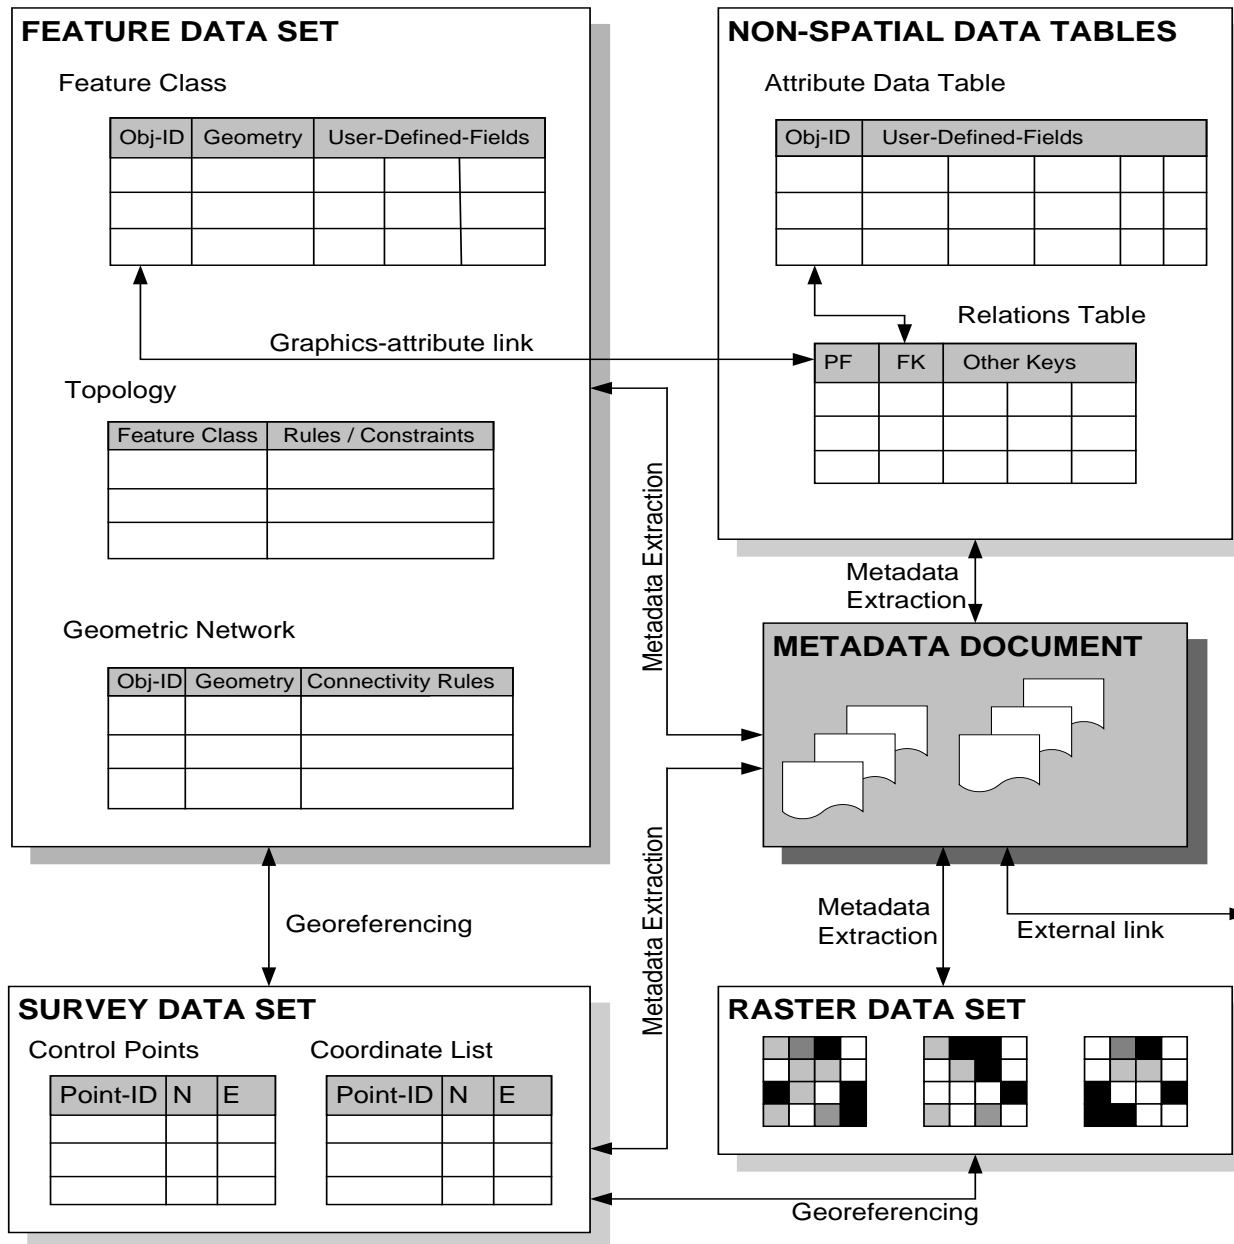 FEATURE DATA SET
Feature Class
Obj-ID Geometry User-Defined-Fields
Graphics-attribute link
Topology
Feature Class Rules / Constraints
Geometric Network
Obj-ID Geometry Connectivity Rules
NON-SPATIAL DATA TABLES
Attribute Data Table
Obj-ID User-Defined-Fields
Relations Table
PF FK Other Keys
Metadata Extraction
Metadata
Extraction
METADATA DOCUMENT
Georeferencing
Metadata Extraction
Metadata
Extraction
External link
SURVEY DATA SET
Control Points
Point-ID N E
Coordinate List
Point-ID N E
RASTER DATA SET
Georeferencing